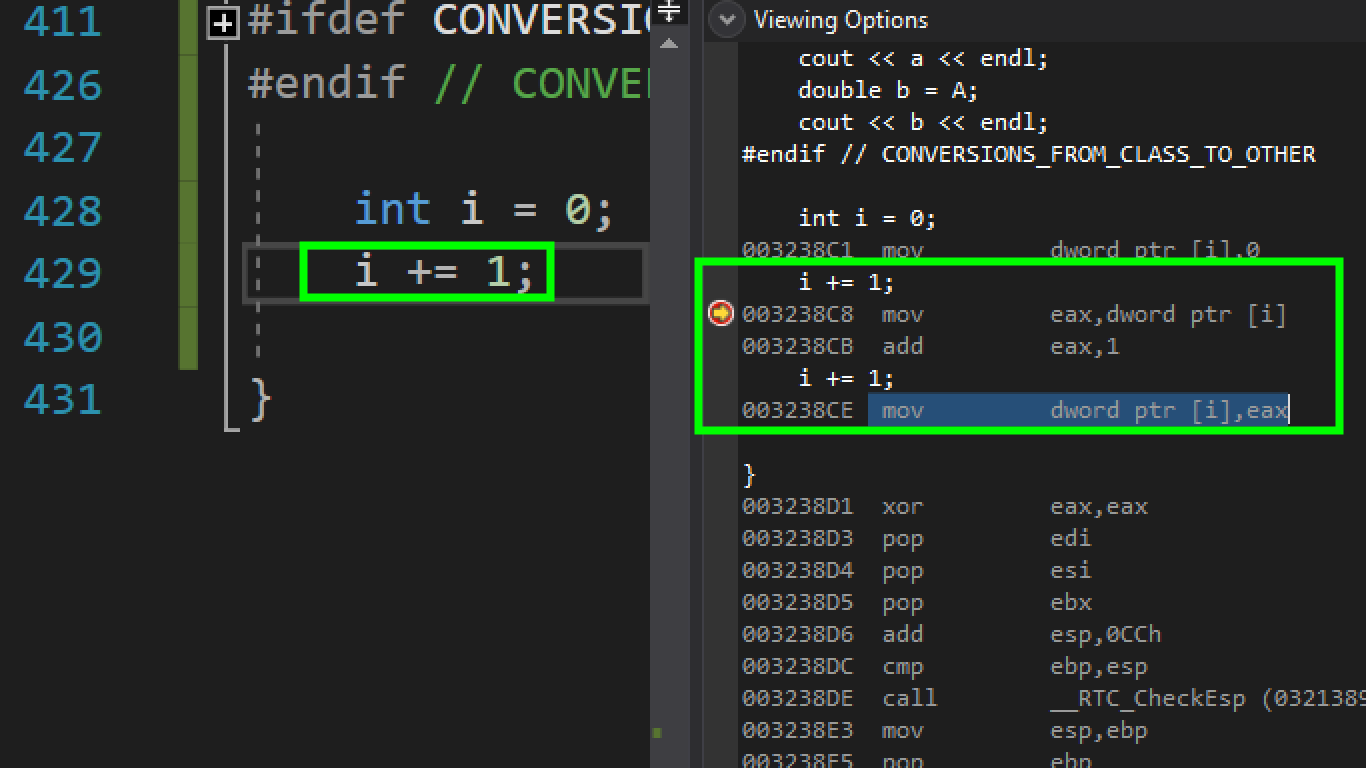 411 #ifdef CONVERSIO
426 #endif // CONVE
427
428 int i = 0;
429 i += 1;
430
431 }
Viewing Options
cout << a << endl;
double b = A;
cout << b << endl;
#endif // CONVERSIONS_FROM_CLASS_TO_OTHER
int i = 0;
003238C1 mov dword ptr [i],0
i += 1;
003238C8 mov eax,dword ptr [i]
003238CB add eax,1
i += 1;
003238CE mov dword ptr [i],eax
}
003238D1 xor eax,eax
003238D3 pop edi
003238D4 pop esi
003238D5 pop ebx
003238D6 add esp,0CCh
003238DC cmp ebp,esp
003238DE call __RTC_CheckEsp (0321389
003238E3 mov esp,ebp
003238E5 pop ebp